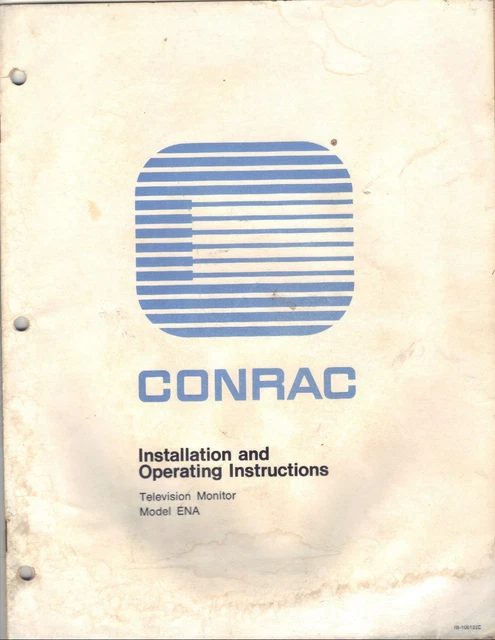 CONRAC
Installation and
Operating Instructions
Television Monitor
Model ENA